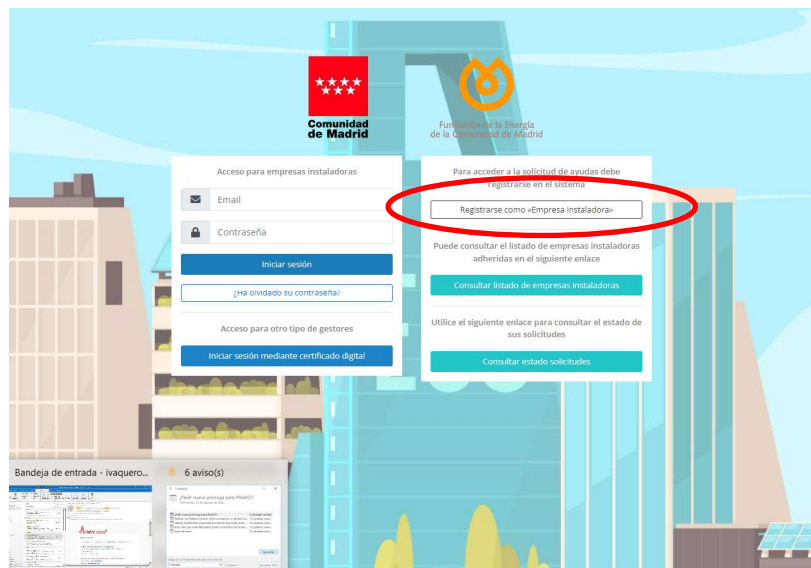 Comunidad
de Madrid
Fundación de la Energía
de la Comunidad de Madrid
Acceso para empresas instaladoras
Email
Contraseña
Iniciar sesión
¿Ha olvidado su contraseña?
Acceso para otro tipo de gestores
Iniciar sesión mediante certificado digital
Para acceder a la solicitud de ayudas debe
registrarse en el sistema
Registrarse como «Empresa instaladora»
Puede consultar el listado de empresas instaladoras
adheridas en el siguiente enlace
Consultar listado de empresas instaladoras
Utilice el siguiente enlace para consultar el estado de
sus solicitudes
Consultar estado solicitudes
Bandeja de entrada - ivaquero...
6 aviso(s)